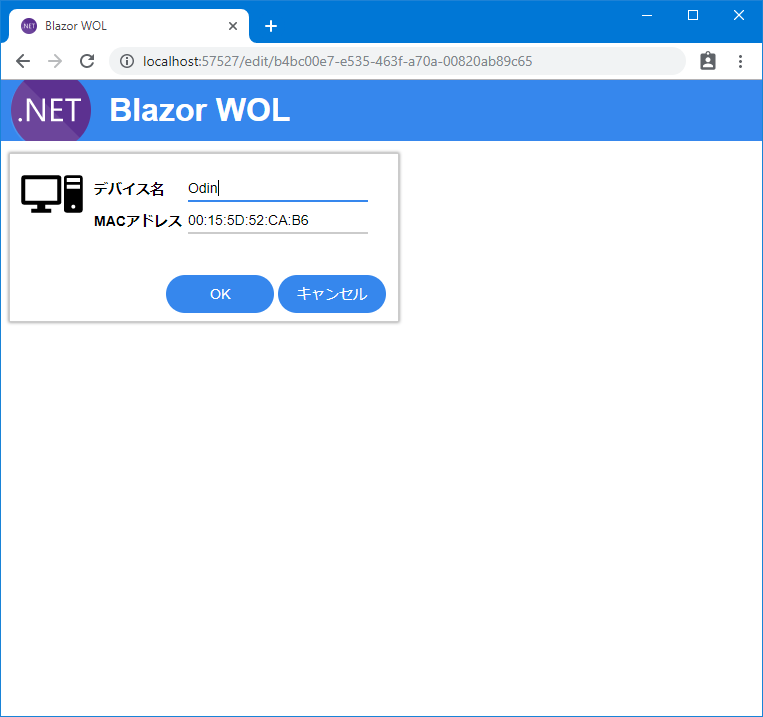 Blazor WOL
localhost:57527/edit/b4bc00e7-e535-463f-a70a-00820ab89c65
.NET Blazor WOL
デバイス名 Odin
MACアドレス 00:15:5D:52:CA:B6
OK キャンセル